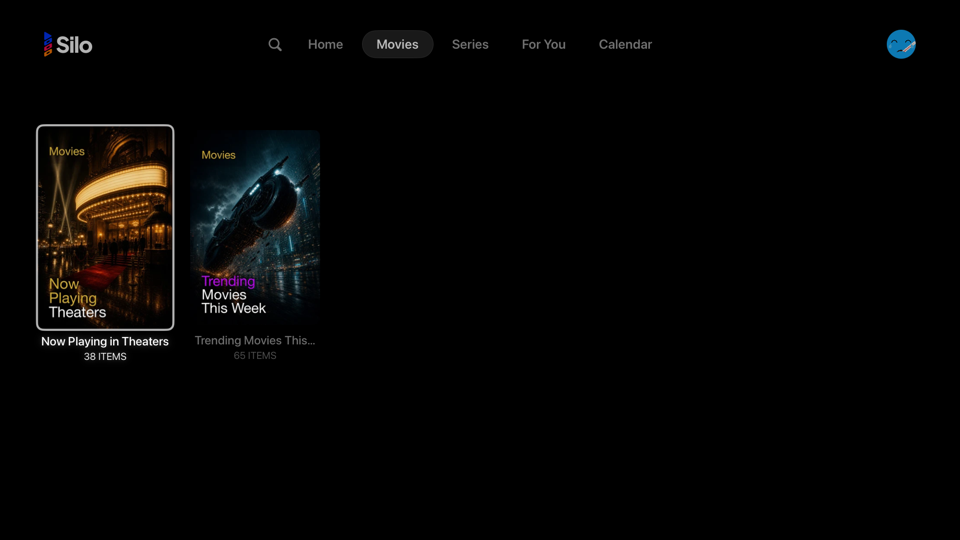 Silo
Home
Movies
Series
For You
Calendar
Movies
Now
Playing
Theaters
Now Playing in Theaters
38 ITEMS
Movies
Trending
Movies
This Week
Trending Movies This...
65 ITEMS